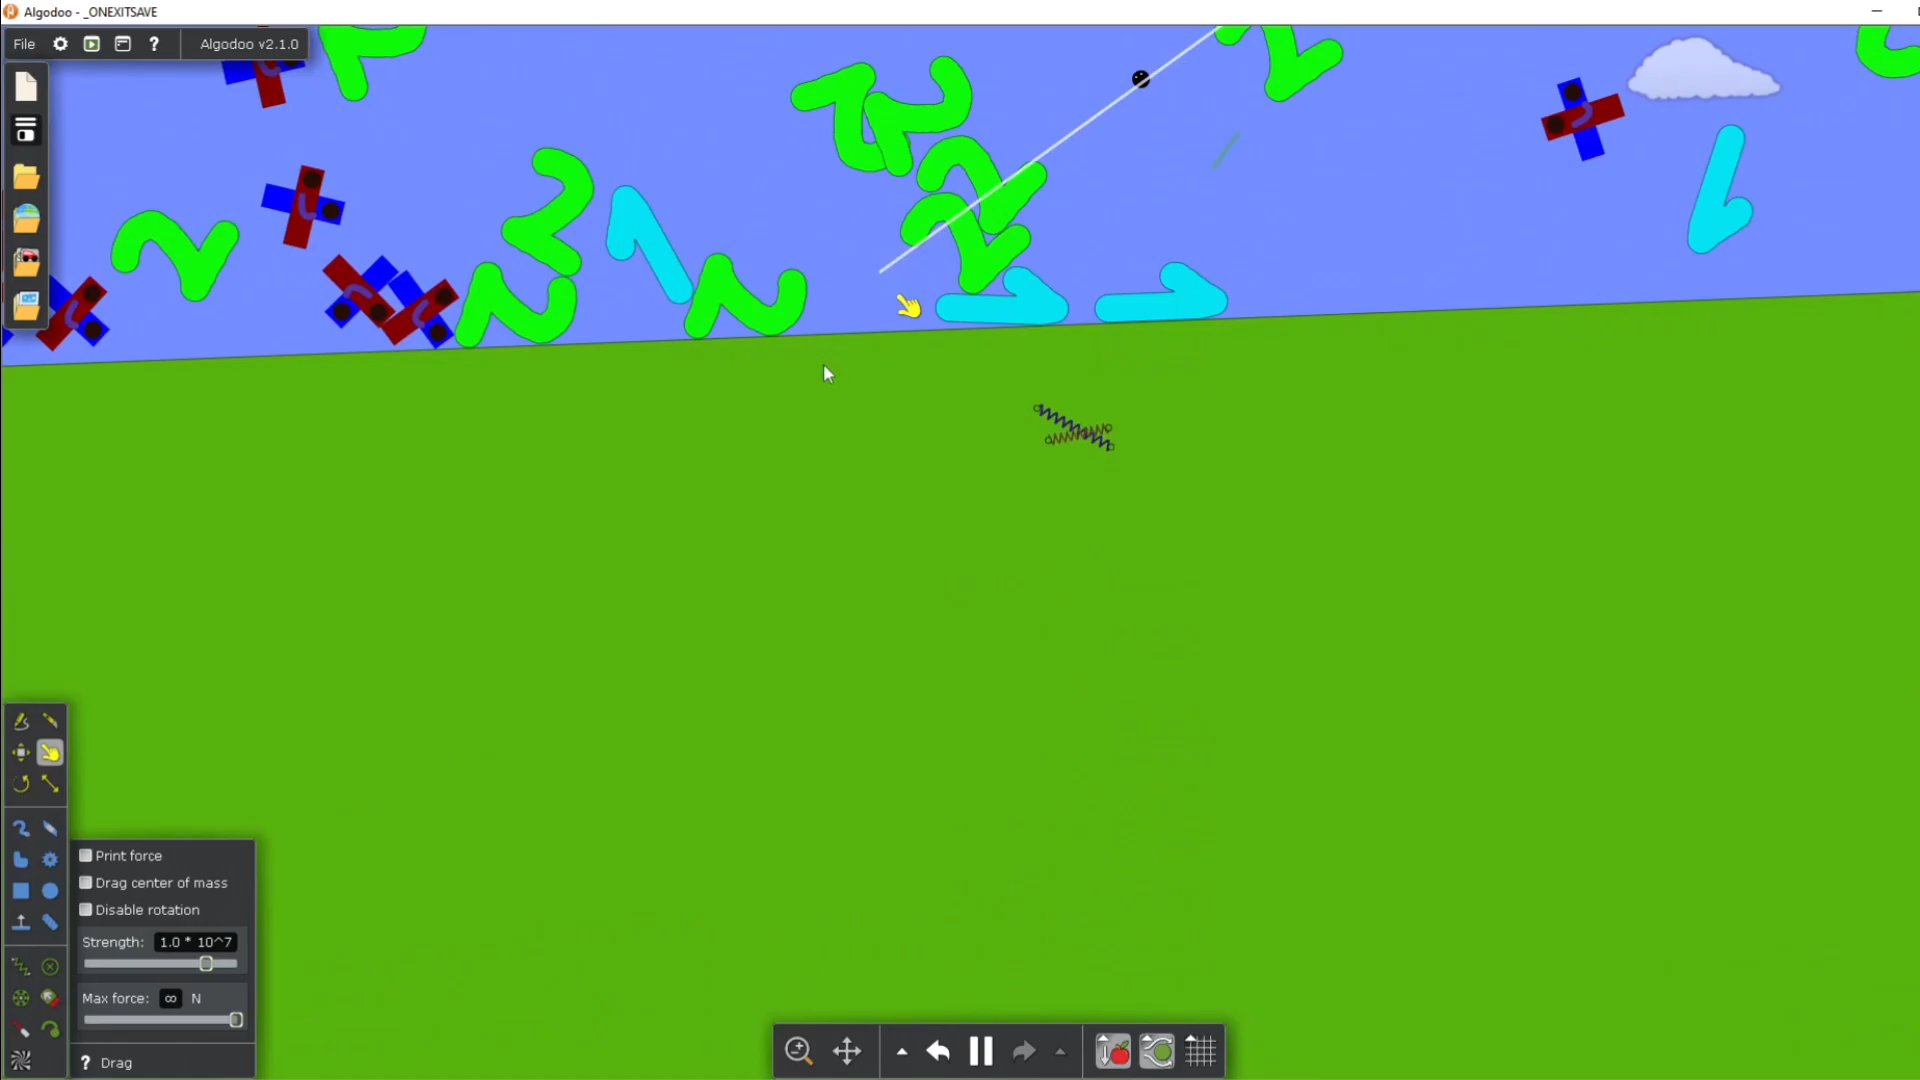 Algodoo - _ONEXITSAVE
File ? Algodoo v2.1.0
Print force
Drag center of mass
Disable rotation
Strength: 1.0 * 10^7
Max force: ∞ N
? Drag